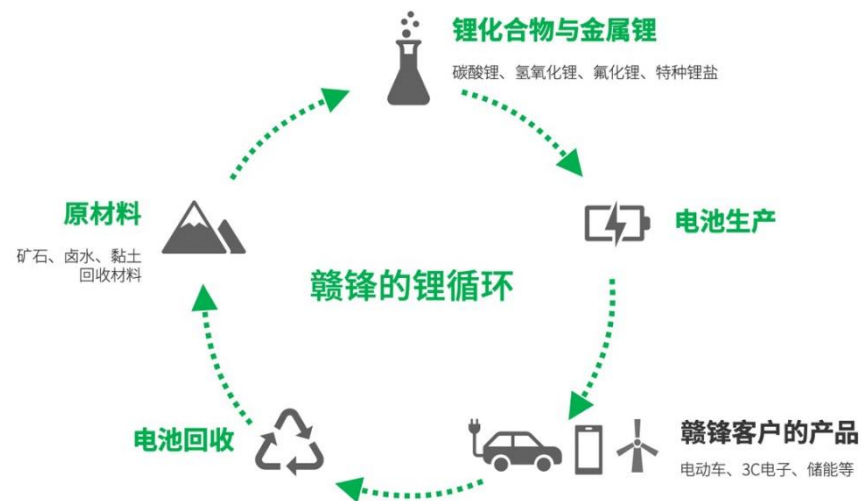 锂化合物与金属锂
碳酸锂、氢氧化锂、氟化锂、特种锂盐
原材料
矿石、卤水、黏土
回收材料
电池生产
赣锋的锂循环
电池回收
赣锋客户的产品
电动车、3C电子、储能等